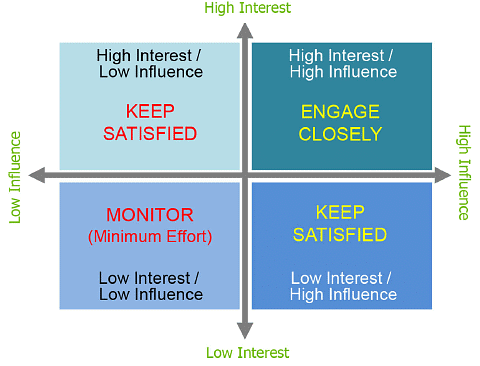 High Interest
High Interest /
Low Influence
KEEP
SATISFIED
High Interest /
High Influence
ENGAGE
CLOSELY
Low Influence
High Influence
MONITOR
(Minimum Effort)
Low Interest /
Low Influence
KEEP
SATISFIED
Low Interest /
High Influence
Low Interest